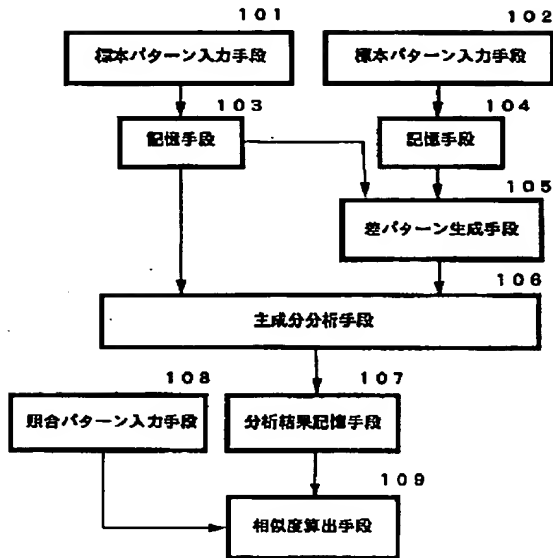 101
102
標本パターン入力手段
標本パターン入力手段
103
104
記憶手段
記憶手段
105
差パターン生成手段
106
主成分分析手段
108
107
照合パターン入力手段
分析結果記憶手段
109
相似度算出手段